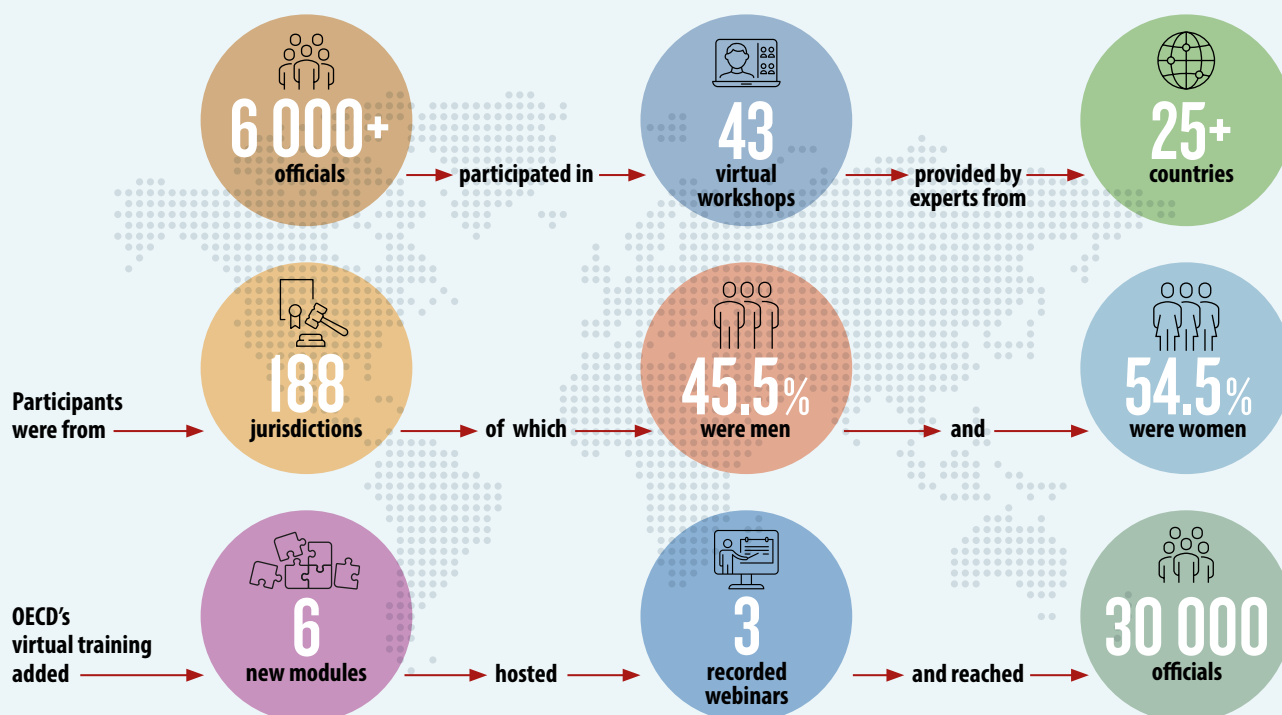 6 000+
officials
participated in
43
virtual
workshops
provided by
experts from
25+
countries
Participants
were from
188
jurisdictions
of which
45.5%
were men
and
54.5%
were women
OECD's
virtual training
added
6
new modules
hosted
3
recorded
webinars
and reached
30 000
officials